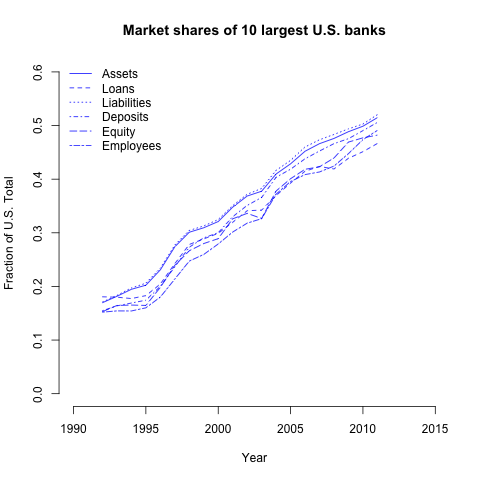 Market shares of 10 largest U.S. banks
Assets
Loans
Liabilities
Deposits
Equity
Employees
Fraction of U.S. Total
0.6
0.5
0.4
0.3
0.2
0.1
0.0
1990 1995 2000 2005 2010 2015
Year